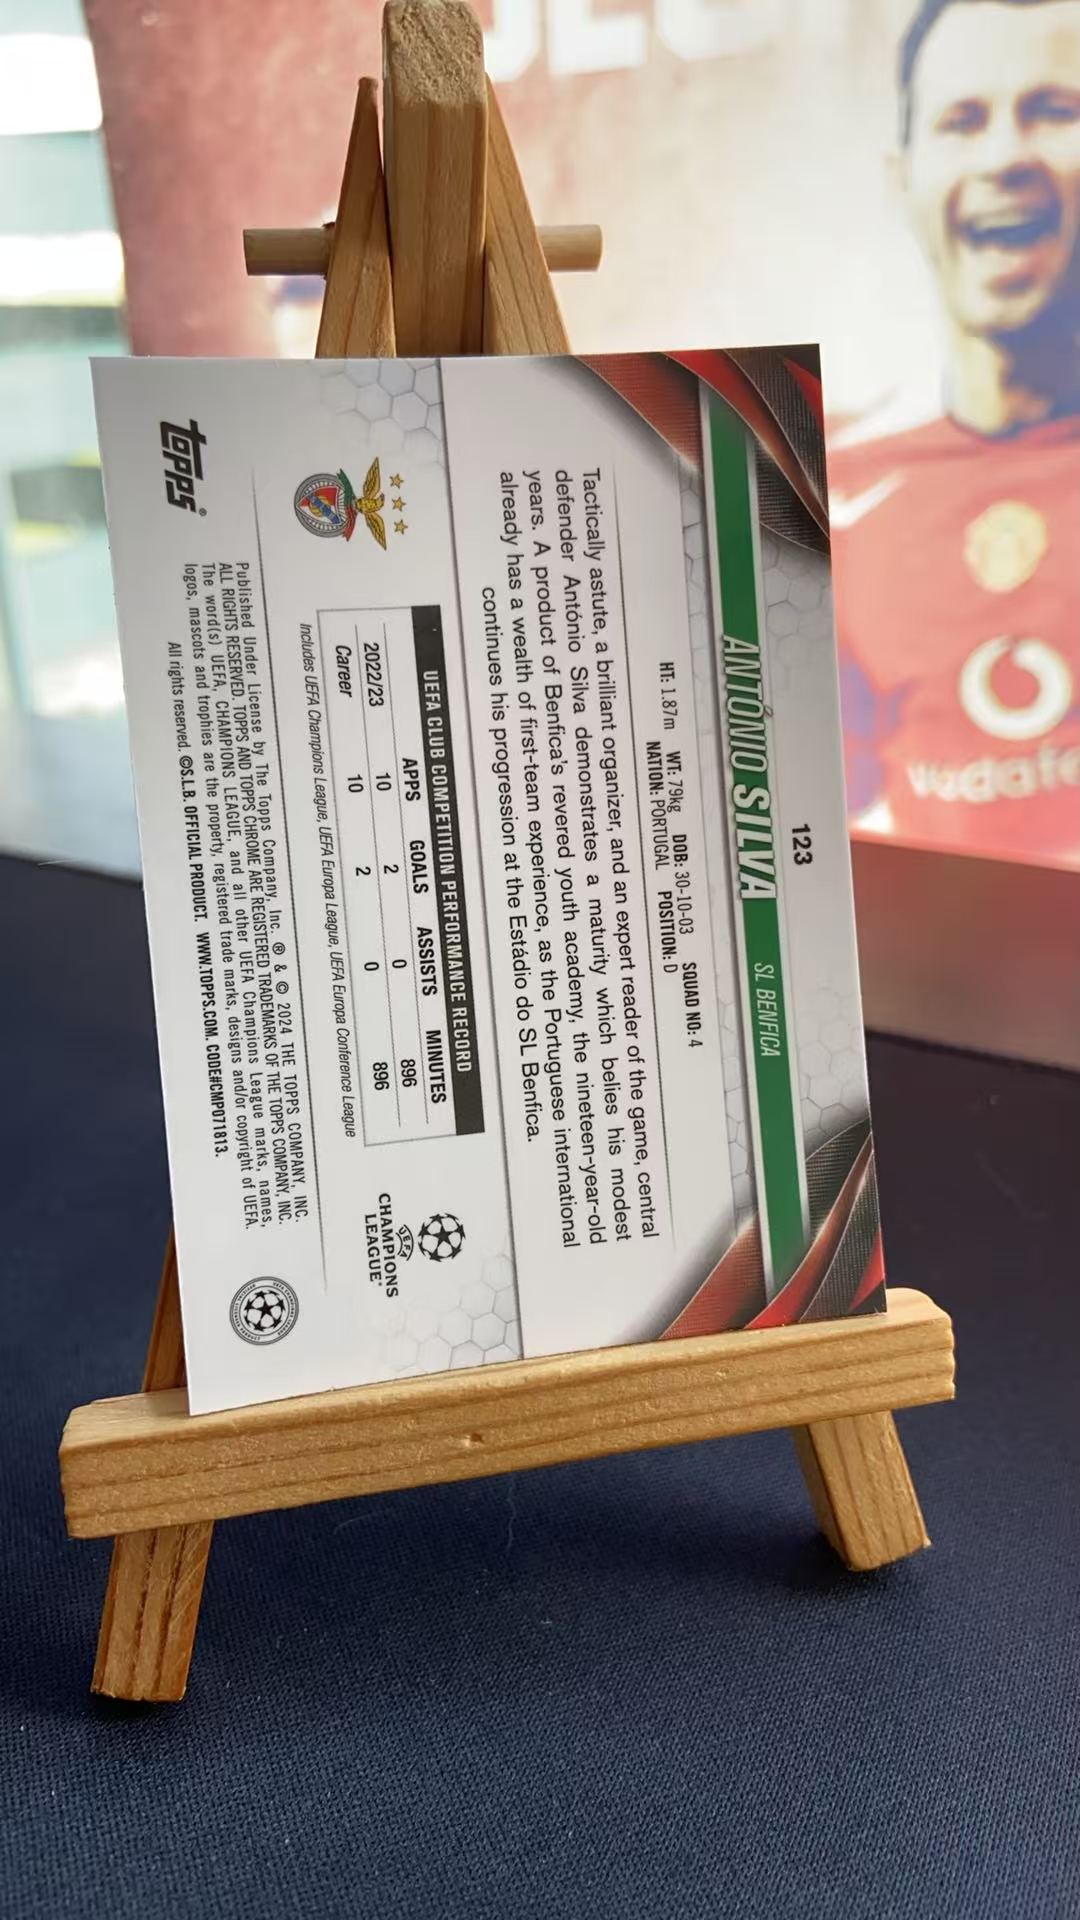 123
ANTÓNIO SILVA SL BENFICA
HT: 1.87m WT: 79kg DOB: 30-10-03 SQUAD NO: 4
NATION: PORTUGAL POSITION: D
Tactically astute, a brilliant organizer, and an expert reader of the game, central
defender António Silva demonstrates a maturity which belies his modest
years. A product of Benfica's revered youth academy, the nineteen-year-old
already has a wealth of first-team experience, as the Portuguese international
continues his progression at the Estádio do SL Benfica.
UEFA CLUB COMPETITION PERFORMANCE RECORD
APPS GOALS ASSISTS MINUTES
2022/23 10 2 0 896
Career 10 2 0 896
Includes UEFA Champions League, UEFA Europa League, UEFA Europa Conference League
UEFA
CHAMPIONS
LEAGUE®
topps®
Published Under License by The Topps Company, Inc. ® & © 2024 THE TOPPS COMPANY, INC.
ALL RIGHTS RESERVED. TOPPS AND TOPPS CHROME ARE REGISTERED TRADEMARKS OF THE TOPPS COMPANY, INC.
The word(s) UEFA, CHAMPIONS LEAGUE, and all other UEFA Champions League marks, names,
logos, mascots and trophies are the property, registered trade marks, designs and/or copyright of UEFA.
All rights reserved. ©S.L.B. OFFICIAL PRODUCT. WWW.TOPPS.COM. CODE#CMP071813.
vodafe